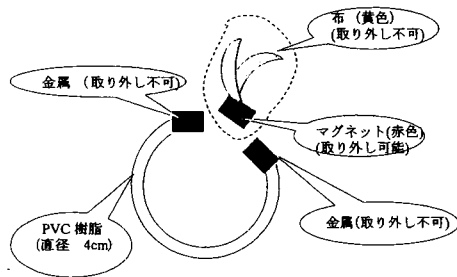 布 (黄色)
(取り外し不可)
金属 (取り外し不可)
マグネット(赤色)
(取り外し可能)
金属(取り外し不可)
PVC 樹脂
(直径 4cm)